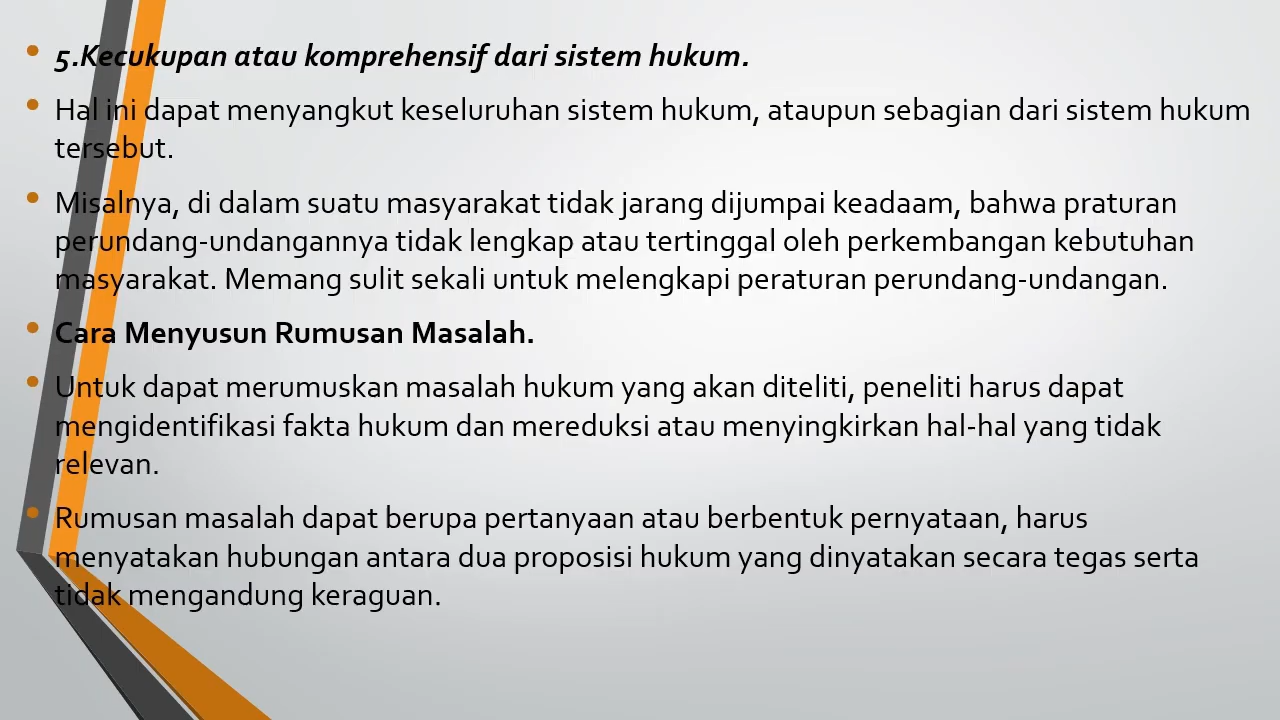 • 5.Kecukupan atau komprehensif dari sistem hukum.
• Hal ini dapat menyangkut keseluruhan sistem hukum, ataupun sebagian dari sistem hukum
tersebut.
• Misalnya, di dalam suatu masyarakat tidak jarang dijumpai keadaam, bahwa praturan
perundang-undangannya tidak lengkap atau tertinggal oleh perkembangan kebutuhan
masyarakat. Memang sulit sekali untuk melengkapi peraturan perundang-undangan.
• Cara Menyusun Rumusan Masalah.
• Untuk dapat merumuskan masalah hukum yang akan diteliti, peneliti harus dapat
mengidentifikasi fakta hukum dan mereduksi atau menyingkirkan hal-hal yang tidak
relevan.
• Rumusan masalah dapat berupa pertanyaan atau berbentuk pernyataan, harus
menyatakan hubungan antara dua proposisi hukum yang dinyatakan secara tegas serta
tidak mengandung keraguan.